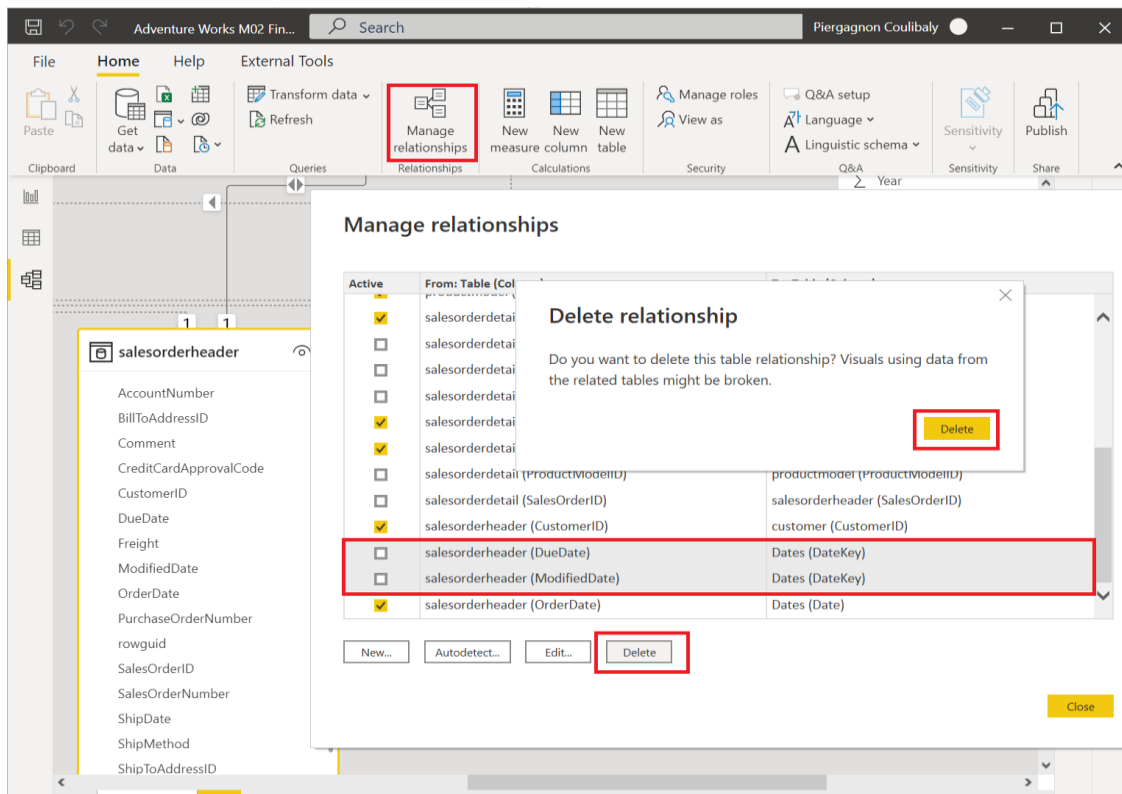 Adventure Works M02 Fin...
Search
Piergagnon Coulibaly
File
Home
Help
External Tools
Paste
Clipboard
Get
data
Data
Transform data
Refresh
Queries
Manage
relationships
Relationships
New
measure
New
column
New
table
Calculations
Manage roles
View as
Security
Q&A setup
Language
Linguistic schema
Q&A
Sensitivity
Sensitivity
Publish
Share
Σ Year
1
1
salesorderheader
AccountNumber
BillToAddressID
Comment
CreditCardApprovalCode
CustomerID
DueDate
Freight
ModifiedDate
OrderDate
PurchaseOrderNumber
rowguid
SalesOrderID
SalesOrderNumber
ShipDate
ShipMethod
ShipToAddressID
Manage relationships
Active
From: Table (Col
salesorderdetai
salesorderdetai
salesorderdetai
salesorderdetai
salesorderdetai
salesorderdetai
salesorderdetail (ProductModelID)
productmodel (ProductModelID)
salesorderdetail (SalesOrderID)
salesorderheader (SalesOrderID)
salesorderheader (CustomerID)
customer (CustomerID)
salesorderheader (DueDate)
Dates (DateKey)
salesorderheader (ModifiedDate)
Dates (DateKey)
salesorderheader (OrderDate)
Dates (Date)
Delete relationship
Do you want to delete this table relationship? Visuals using data from
the related tables might be broken.
Delete
New...
Autodetect...
Edit...
Delete
Close